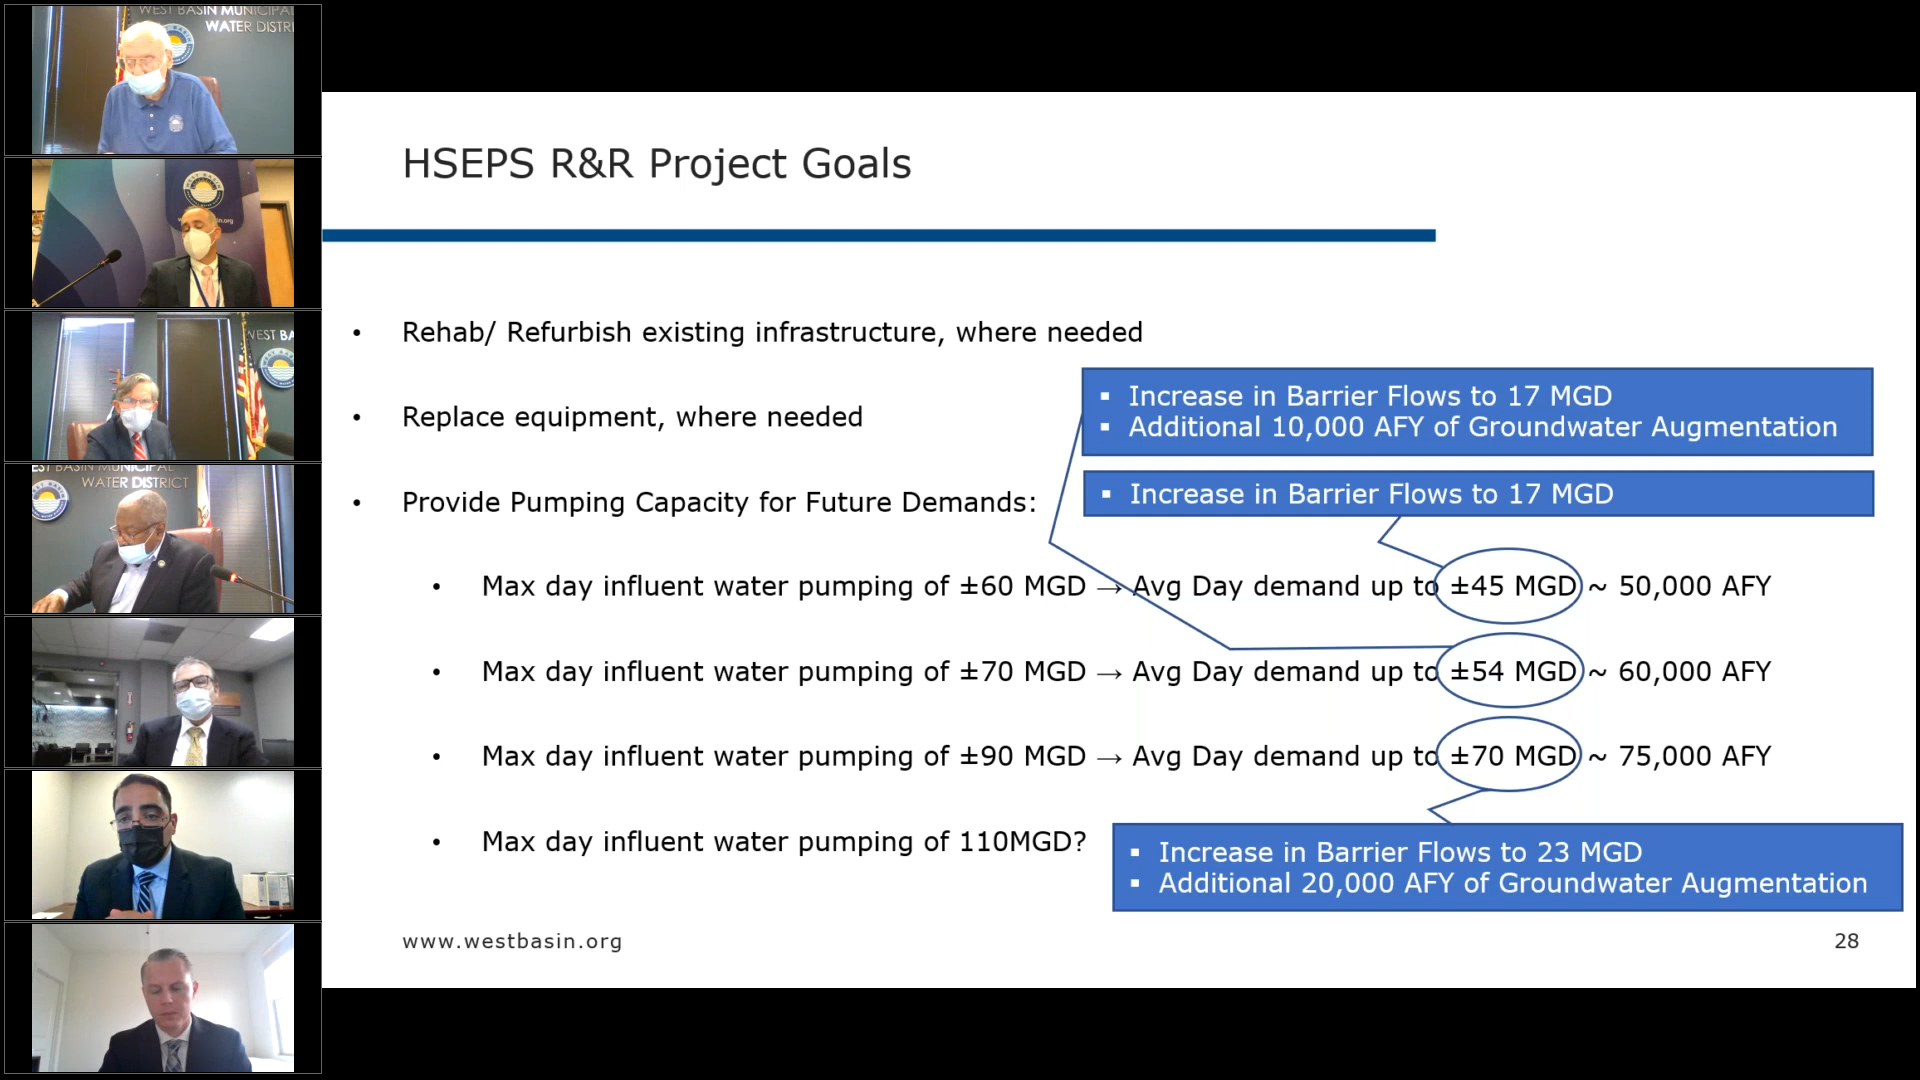 WEST BASIN MUNICIPAL
WATER DISTRI
WEST BA
EST BASIN MUNICIPAL
WATER DISTRICT
HSEPS R&R Project Goals
• Rehab/ Refurbish existing infrastructure, where needed
▪ Increase in Barrier Flows to 17 MGD
▪ Additional 10,000 AFY of Groundwater Augmentation
• Replace equipment, where needed
▪ Increase in Barrier Flows to 17 MGD
• Provide Pumping Capacity for Future Demands:
• Max day influent water pumping of ±60 MGD → Avg Day demand up to ±45 MGD ~ 50,000 AFY
• Max day influent water pumping of ±70 MGD → Avg Day demand up to ±54 MGD ~ 60,000 AFY
• Max day influent water pumping of ±90 MGD → Avg Day demand up to ±70 MGD ~ 75,000 AFY
• Max day influent water pumping of 110MGD?
▪ Increase in Barrier Flows to 23 MGD
▪ Additional 20,000 AFY of Groundwater Augmentation
www.westbasin.org
28